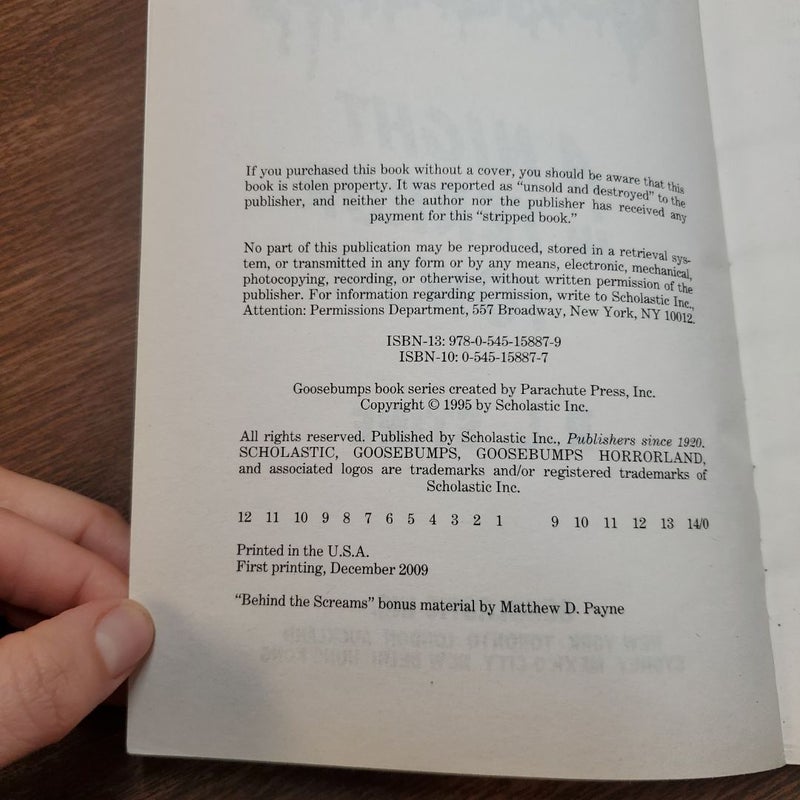 If you purchased this book without a cover, you should be aware that this
book is stolen property. It was reported as “unsold and destroyed” to the
publisher, and neither the author nor the publisher has received any
payment for this “stripped book.”
No part of this publication may be reproduced, stored in a retrieval sys-
tem, or transmitted in any form or by any means, electronic, mechanical,
photocopying, recording, or otherwise, without written permission of the
publisher. For information regarding permission, write to Scholastic Inc.,
Attention: Permissions Department, 557 Broadway, New York, NY 10012.
ISBN-13: 978-0-545-15887-9
ISBN-10: 0-545-15887-7
Goosebumps book series created by Parachute Press, Inc.
Copyright © 1995 by Scholastic Inc.
All rights reserved. Published by Scholastic Inc., Publishers since 1920.
SCHOLASTIC, GOOSEBUMPS, GOOSEBUMPS HORRORLAND,
and associated logos are trademarks and/or registered trademarks of
Scholastic Inc.
12 11 10 9 8 7 6 5 4 3 2 1 9 10 11 12 13 14/0
Printed in the U.S.A.
First printing, December 2009
“Behind the Screams” bonus material by Matthew D. Payne